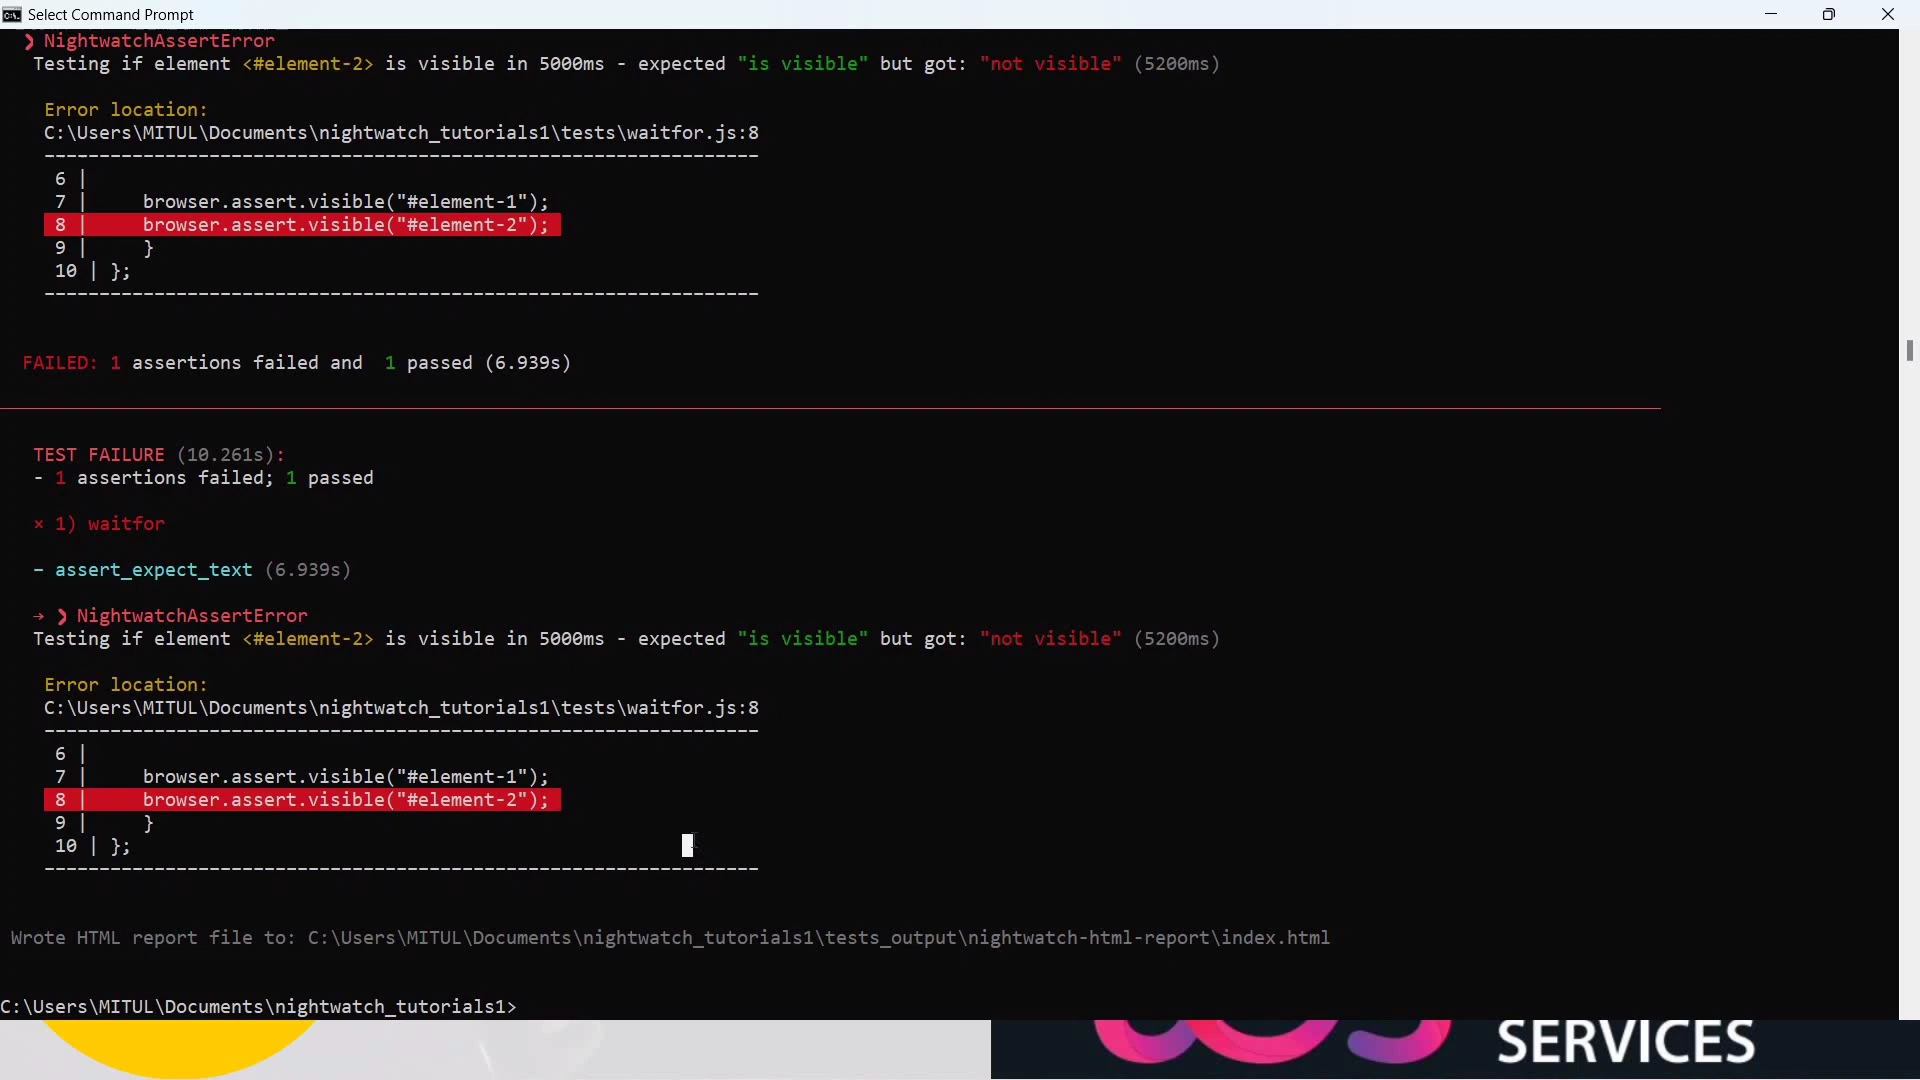 Select Command Prompt
❯ NightwatchAssertError
Testing if element <#element-2> is visible in 5000ms - expected "is visible" but got: "not visible" (5200ms)
Error location:
C:\Users\MITUL\Documents\nightwatch_tutorials1\tests\waitfor.js:8
---------------------------------------------------------------
6 |
7 |     browser.assert.visible("#element-1");
8 |     browser.assert.visible("#element-2");
9 |     }
10 | };
---------------------------------------------------------------
FAILED: 1 assertions failed and  1 passed (6.939s)
TEST FAILURE (10.261s):
- 1 assertions failed; 1 passed
× 1) waitfor
– assert_expect_text (6.939s)
→ ❯ NightwatchAssertError
Testing if element <#element-2> is visible in 5000ms - expected "is visible" but got: "not visible" (5200ms)
Error location:
C:\Users\MITUL\Documents\nightwatch_tutorials1\tests\waitfor.js:8
---------------------------------------------------------------
6 |
7 |     browser.assert.visible("#element-1");
8 |     browser.assert.visible("#element-2");
9 |     }
10 | };
---------------------------------------------------------------
Wrote HTML report file to: C:\Users\MITUL\Documents\nightwatch_tutorials1\tests_output\nightwatch-html-report\index.html
C:\Users\MITUL\Documents\nightwatch_tutorials1>
SERVICES